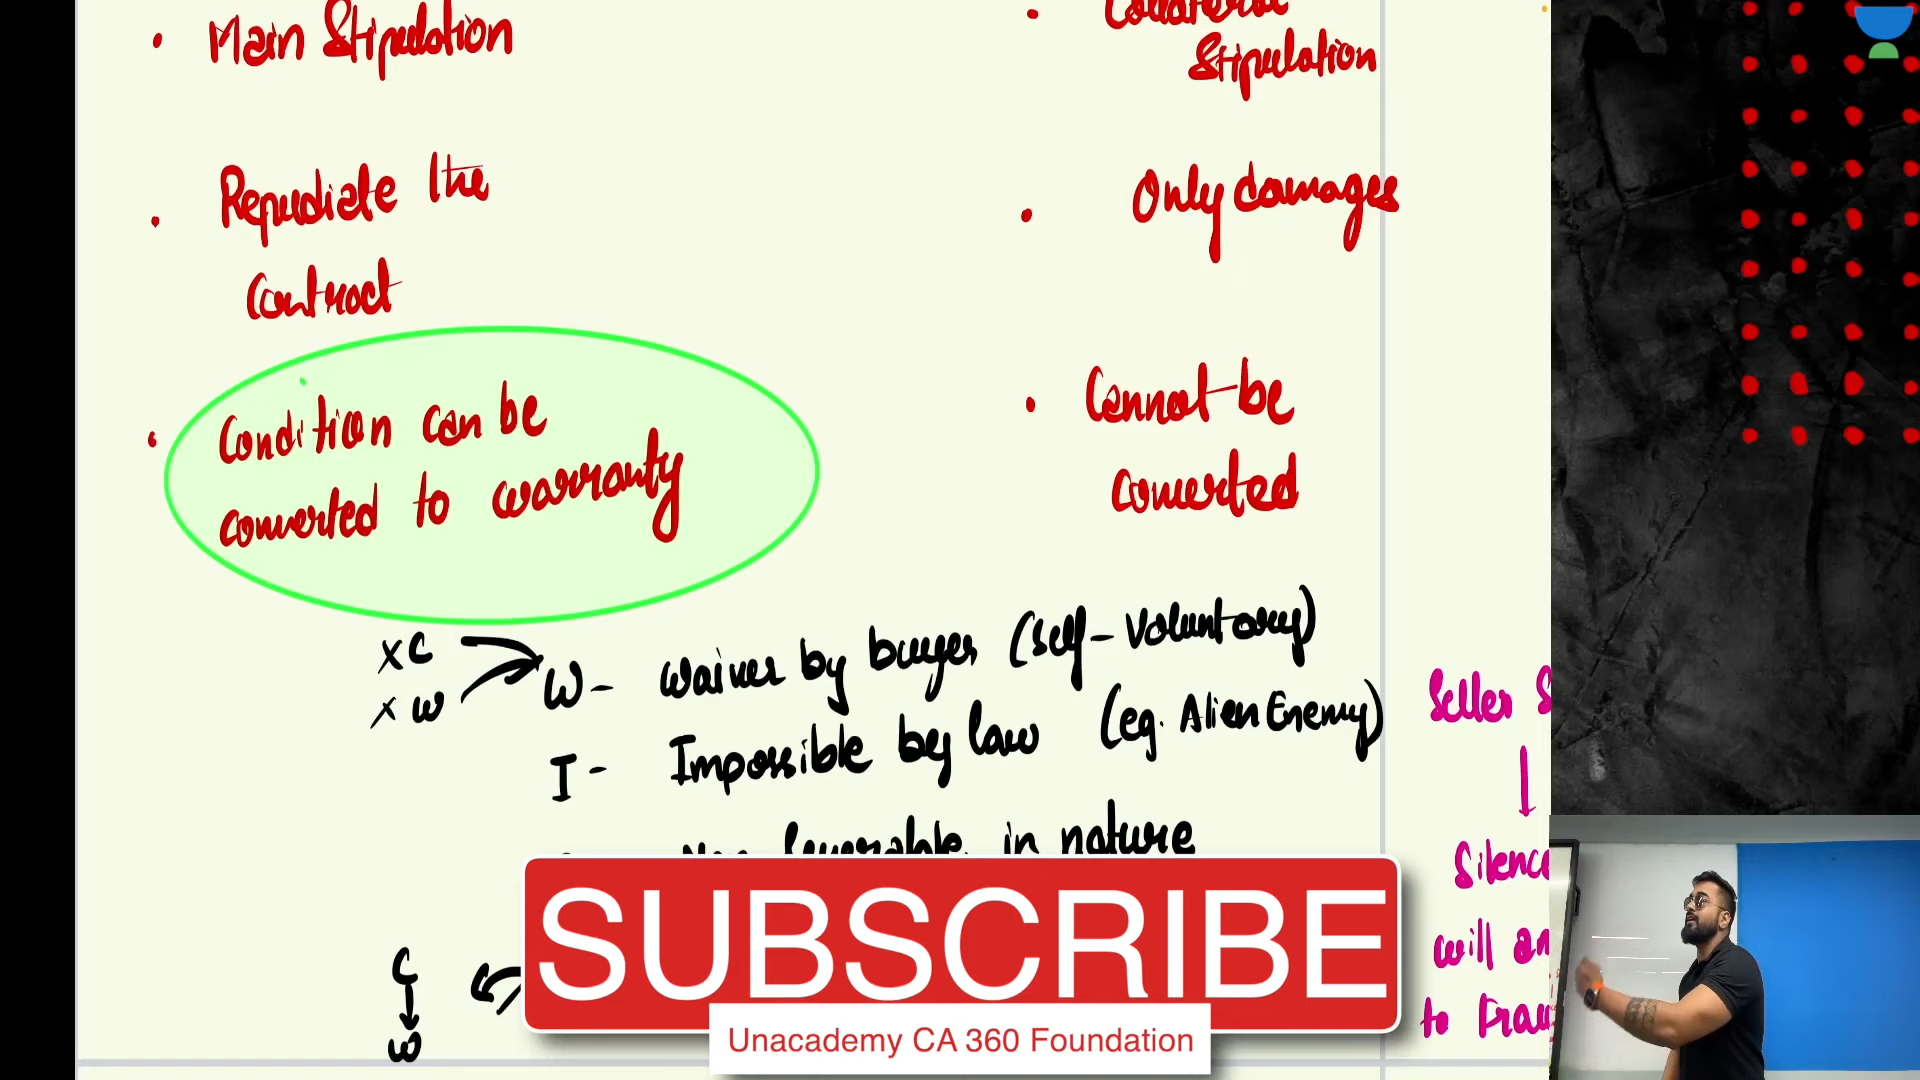 • Main Stipulation
• Collateral
Stipulation
• Repudiate the
contract
• Only damages
• Condition can be
converted to warranty
• Cannot be
converted
x C
x W
W - Waiver by buyer (Self - Voluntary)
I - Impossible by law (eg. Alien Enemy)
in nature
C
W
Seller
Silence
will
to
SUBSCRIBE
Unacademy CA 360 Foundation